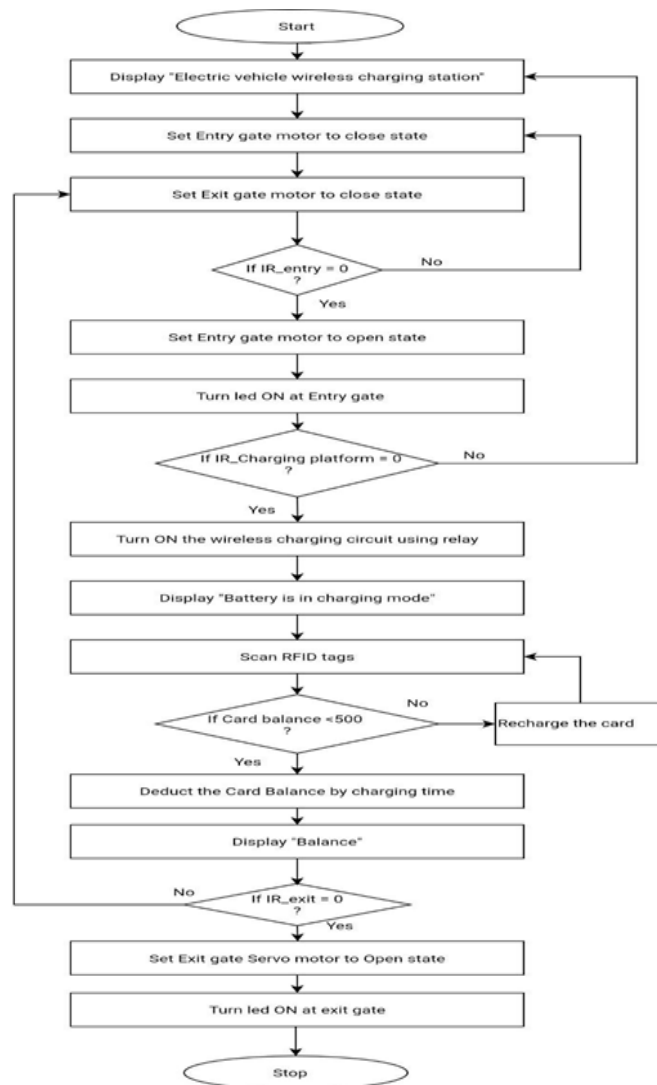 Start
Display "Electric vehicle wireless charging station"
Set Entry gate motor to close state
Set Exit gate motor to close state
If IR_entry = 0
?
No
Yes
Set Entry gate motor to open state
Turn led ON at Entry gate
If IR_Charging platform = 0
?
No
Yes
Turn ON the wireless charging circuit using relay
Display "Battery is in charging mode"
Scan RFID tags
If Card balance <500
?
No
Recharge the card
Yes
Deduct the Card Balance by charging time
Display "Balance"
No
If IR_exit = 0
?
Yes
Set Exit gate Servo motor to Open state
Turn led ON at exit gate
Stop